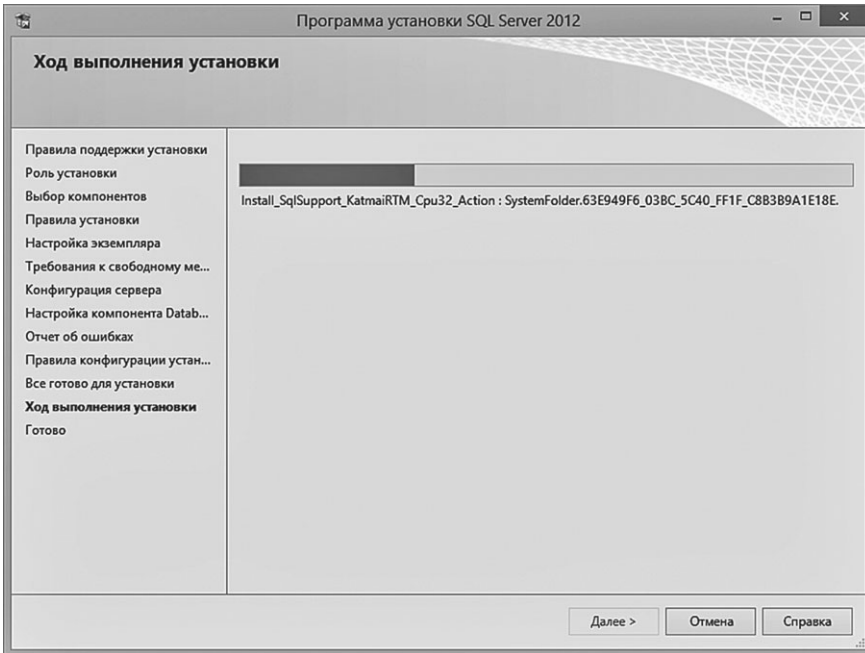 Программа установки SQL Server 2012
Ход выполнения установки
Правила поддержки установки
Роль установки
Выбор компонентов
Правила установки
Настройка экземпляра
Требования к свободному ме...
Конфигурация сервера
Настройка компонента Datab...
Отчет об ошибках
Правила конфигурации устан...
Все готово для установки
Ход выполнения установки
Готово
Install_SqlSupport_KatmaiRTM_Cpu32_Action : SystemFolder.63E949F6_03BC_5C40_FF1F_C8B3B9A1E18E.
Далее >
Отмена
Справка